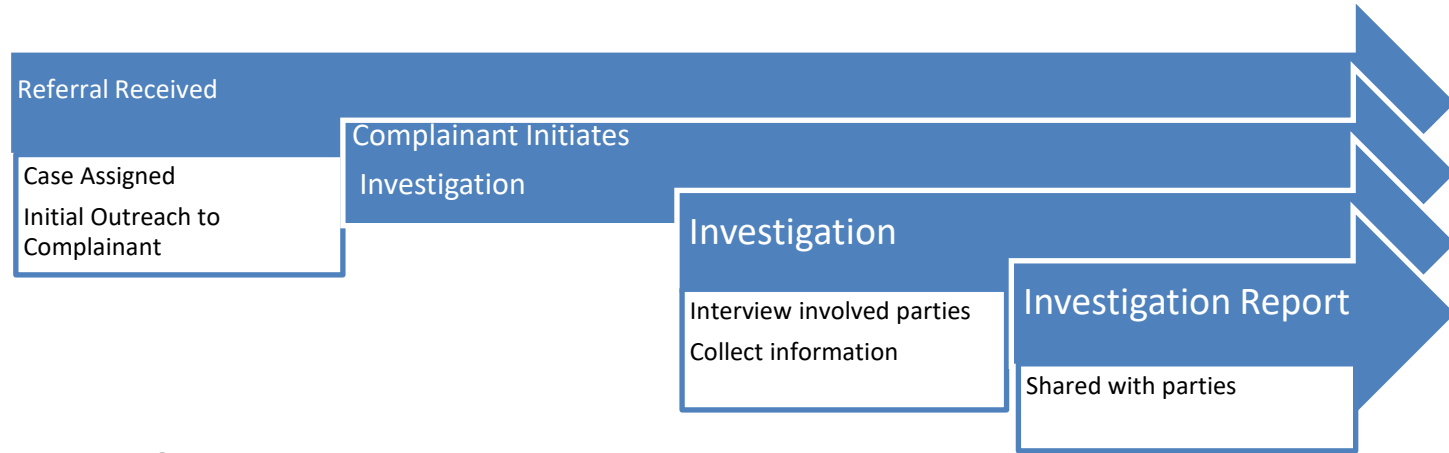 Referral Received
Case Assigned
Initial Outreach to
Complainant
Complainant Initiates
Investigation
Investigation
Interview involved parties
Collect information
Investigation Report
Shared with parties